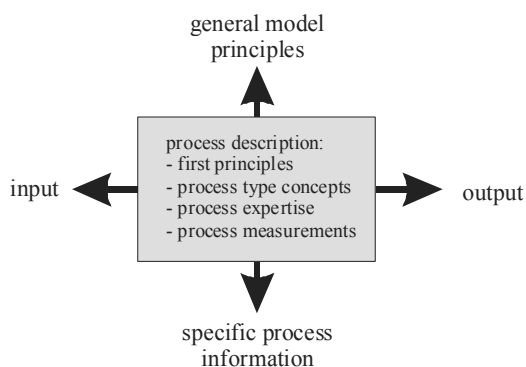 general model
principles
process description:
- first principles
- process type concepts
- process expertise
- process measurements
input
output
specific process
information